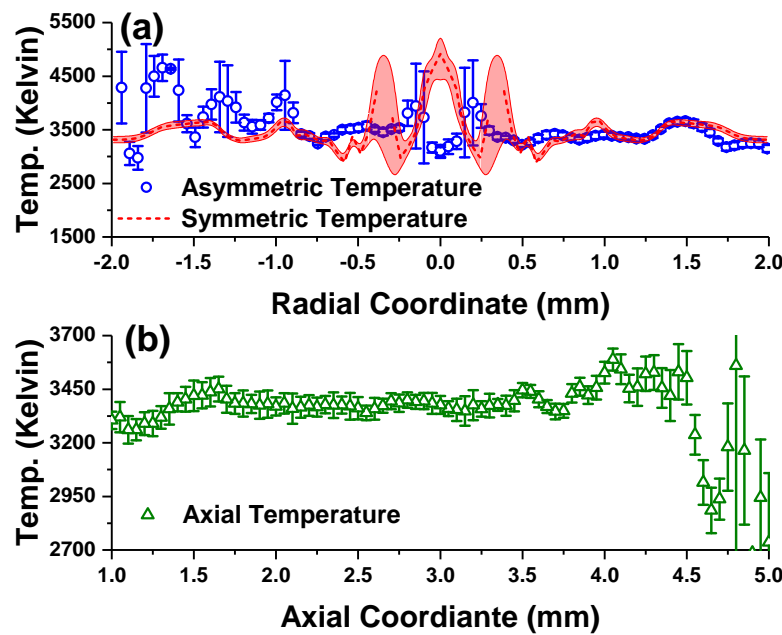 (a)
5500
4500
3500
2500
1500
Temp. (Kelvin)
Asymmetric Temperature
Symmetric Temperature
-2.0 -1.5 -1.0 -0.5 0.0 0.5 1.0 1.5 2.0
Radial Coordinate (mm)
(b)
3700
3450
3200
2950
2700
Temp. (Kelvin)
Axial Temperature
1.0 1.5 2.0 2.5 3.0 3.5 4.0 4.5 5.0
Axial Coordiante (mm)